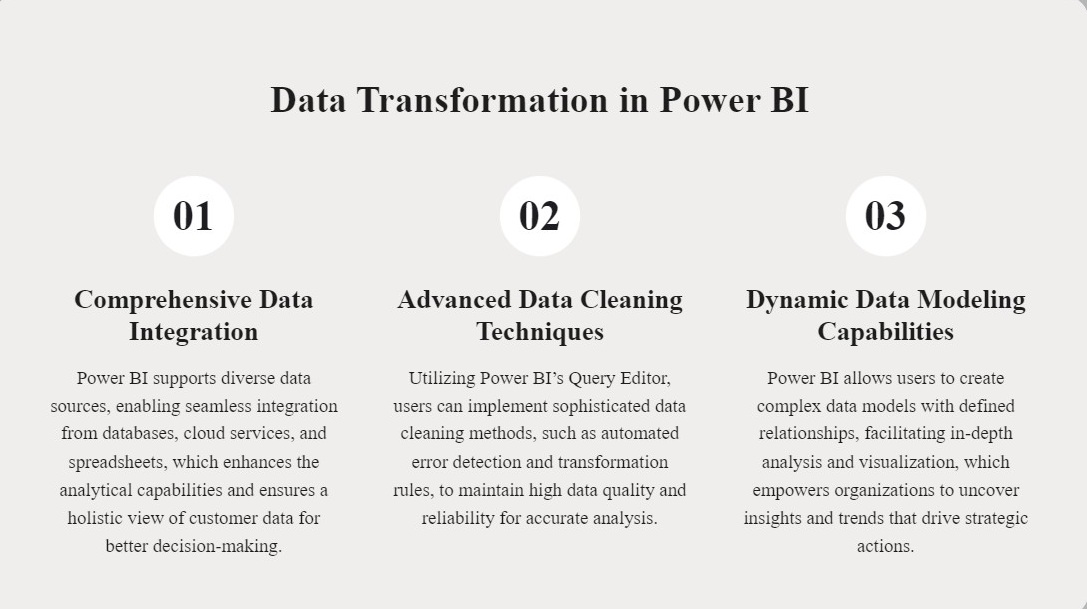 Data Transformation in Power BI
01
Comprehensive Data
Integration
Power BI supports diverse data
sources, enabling seamless integration
from databases, cloud services, and
spreadsheets, which enhances the
analytical capabilities and ensures a
holistic view of customer data for
better decision-making.
02
Advanced Data Cleaning
Techniques
Utilizing Power BI’s Query Editor,
users can implement sophisticated data
cleaning methods, such as automated
error detection and transformation
rules, to maintain high data quality and
reliability for accurate analysis.
03
Dynamic Data Modeling
Capabilities
Power BI allows users to create
complex data models with defined
relationships, facilitating in-depth
analysis and visualization, which
empowers organizations to uncover
insights and trends that drive strategic
actions.